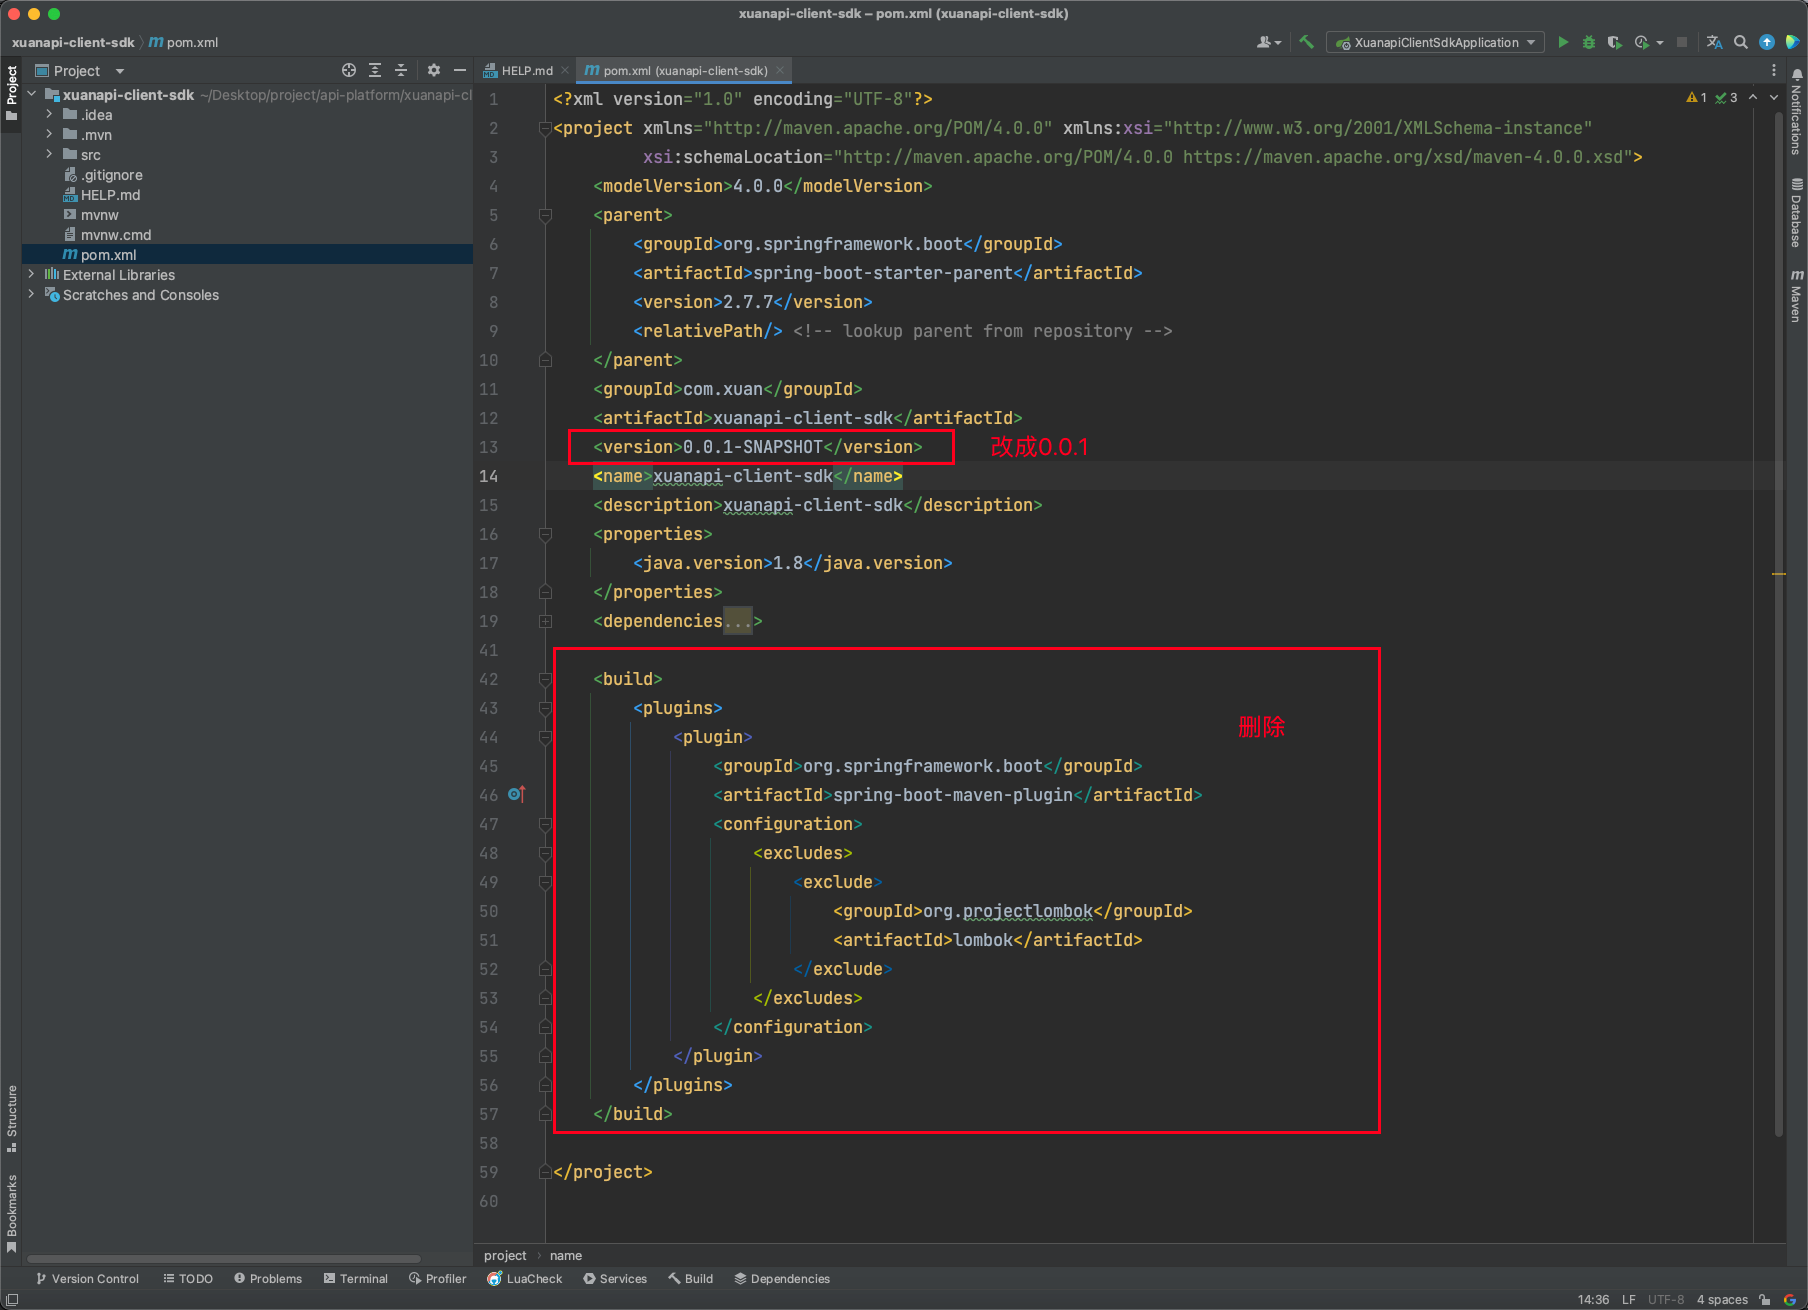 xuanapi-client-sdk – pom.xml (xuanapi-client-sdk)
xuanapi-client-sdk  pom.xml
XuanapiClientSdkApplication
Project
HELP.md
pom.xml (xuanapi-client-sdk)
Project
xuanapi-client-sdk ~/Desktop/project/api-platform/xuanapi-cl
.idea
.mvn
src
.gitignore
HELP.md
mvnw
mvnw.cmd
pom.xml
External Libraries
Scratches and Consoles
1 3
1 <?xml version="1.0" encoding="UTF-8"?>
2 <project xmlns="http://maven.apache.org/POM/4.0.0" xmlns:xsi="http://www.w3.org/2001/XMLSchema-instance"
3 xsi:schemaLocation="http://maven.apache.org/POM/4.0.0 https://maven.apache.org/xsd/maven-4.0.0.xsd">
4 <modelVersion>4.0.0</modelVersion>
5 <parent>
6 <groupId>org.springframework.boot</groupId>
7 <artifactId>spring-boot-starter-parent</artifactId>
8 <version>2.7.7</version>
9 <relativePath/> <!-- lookup parent from repository -->
10 </parent>
11 <groupId>com.xuan</groupId>
12 <artifactId>xuanapi-client-sdk</artifactId>
13 <version>0.0.1-SNAPSHOT</version> 改成0.0.1
14 <name>xuanapi-client-sdk</name>
15 <description>xuanapi-client-sdk</description>
16 <properties>
17 <java.version>1.8</java.version>
18 </properties>
19 <dependencies...>
41
42 <build>
43 <plugins>
删除
44 <plugin>
45 <groupId>org.springframework.boot</groupId>
46 <artifactId>spring-boot-maven-plugin</artifactId>
47 <configuration>
48 <excludes>
49 <exclude>
50 <groupId>org.projectlombok</groupId>
51 <artifactId>lombok</artifactId>
52 </exclude>
53 </excludes>
54 </configuration>
55 </plugin>
56 </plugins>
57 </build>
58
59 </project>
60
Structure
Bookmarks
Notifications
Database
Maven
project  name
Version Control  TODO  Problems  Terminal  Profiler  LuaCheck  Services  Build  Dependencies
14:36 LF UTF-8 4 spaces